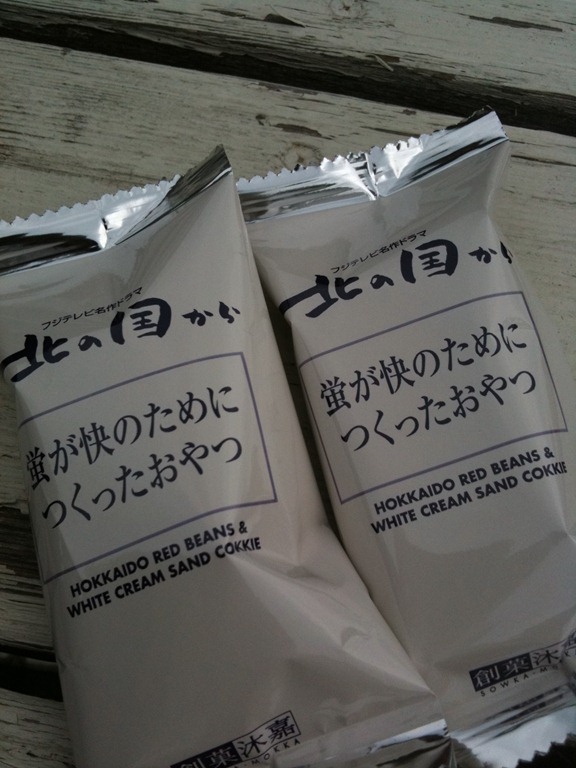 フジテレビ名作ドラマ
北の国から
蛍が快のために
つくったおやつ
HOKKAIDO RED BEANS &
WHITE CREAM SAND COKKIE
創菓沐嘉
MOKKA
フジテレビ名作ドラマ
北の国から
蛍が快のために
つくったおやつ
HOKKAIDO RED BEANS &
WHITE CREAM SAND COKKIE
創菓沐
SOWKA